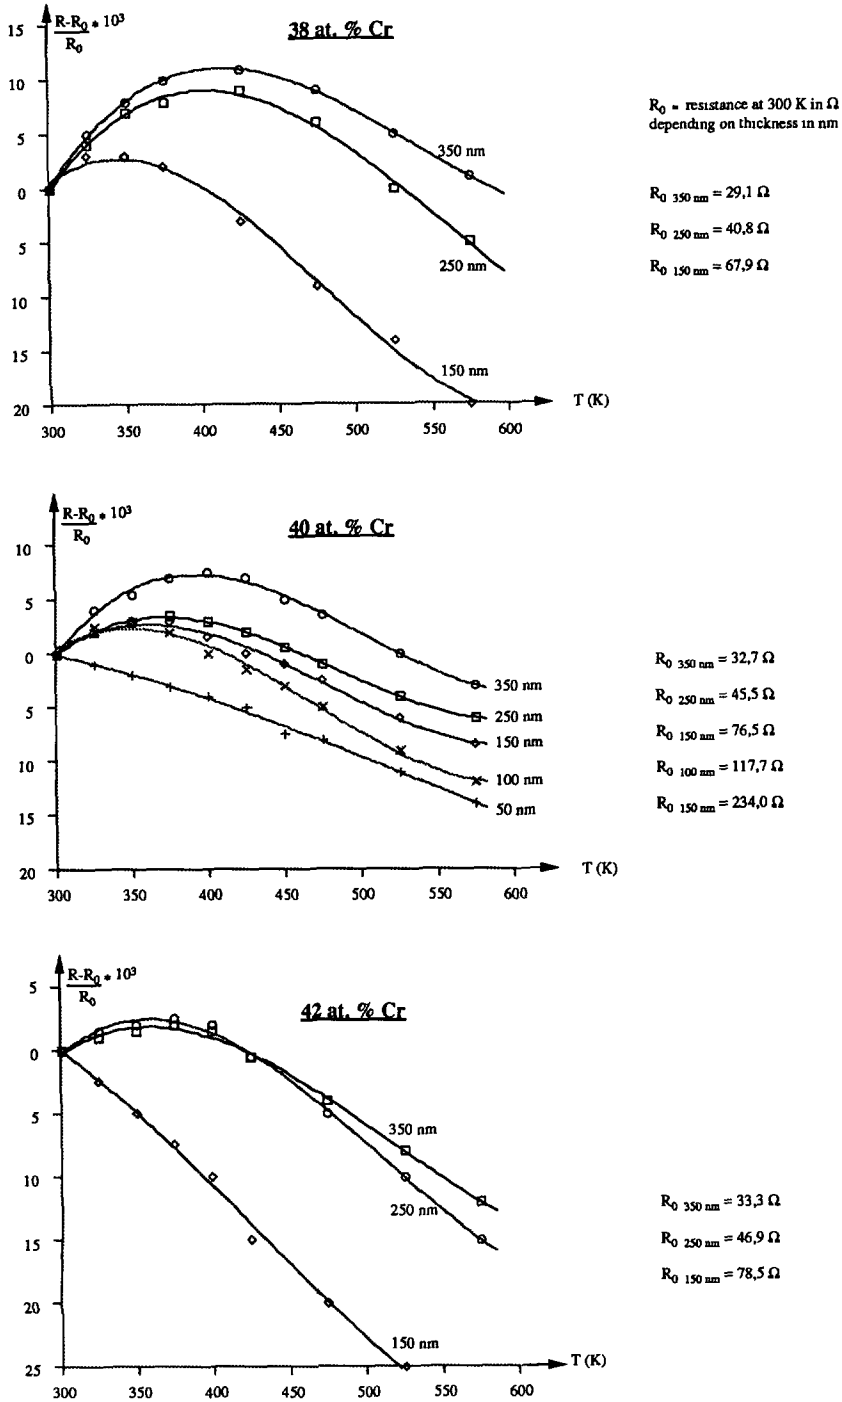 R-R0 * 10³
R0
38 at. % Cr
15
10
5
0
5
10
15
20
350 nm
250 nm
150 nm
T (K)
300 350 400 450 500 550 600
R0 = resistance at 300 K in Ω
depending on thickness in nm
R0 350 nm = 29,1 Ω
R0 250 nm = 40,8 Ω
R0 150 nm = 67,9 Ω
R-R0 * 10³
R0
40 at. % Cr
10
5
0
5
10
15
20
350 nm
250 nm
150 nm
100 nm
50 nm
T (K)
300 350 400 450 500 550 600
R0 350 nm = 32,7 Ω
R0 250 nm = 45,5 Ω
R0 150 nm = 76,5 Ω
R0 100 nm = 117,7 Ω
R0 150 nm = 234,0 Ω
R-R0 * 10³
R0
42 at. % Cr
5
0
5
10
15
20
25
350 nm
250 nm
150 nm
T (K)
300 350 400 450 500 550 600
R0 350 nm = 33,3 Ω
R0 250 nm = 46,9 Ω
R0 150 nm = 78,5 Ω